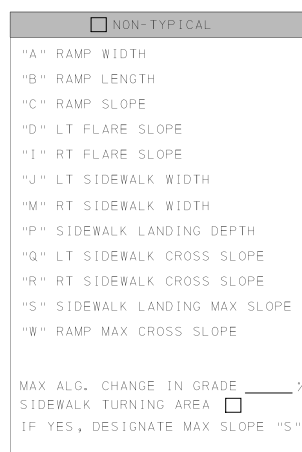 NON-TYPICAL
"A" RAMP WIDTH
"B" RAMP LENGTH
"C" RAMP SLOPE
"D" LT FLARE SLOPE
"I" RT FLARE SLOPE
"J" LT SIDEWALK WIDTH
"M" RT SIDEWALK WIDTH
"P" SIDEWALK LANDING DEPTH
"Q" LT SIDEWALK CROSS SLOPE
"R" RT SIDEWALK CROSS SLOPE
"S" SIDEWALK LANDING MAX SLOPE
"W" RAMP MAX CROSS SLOPE
MAX ALG. CHANGE IN GRADE ______ %
SIDEWALK TURNING AREA
IF YES, DESIGNATE MAX SLOPE "S"